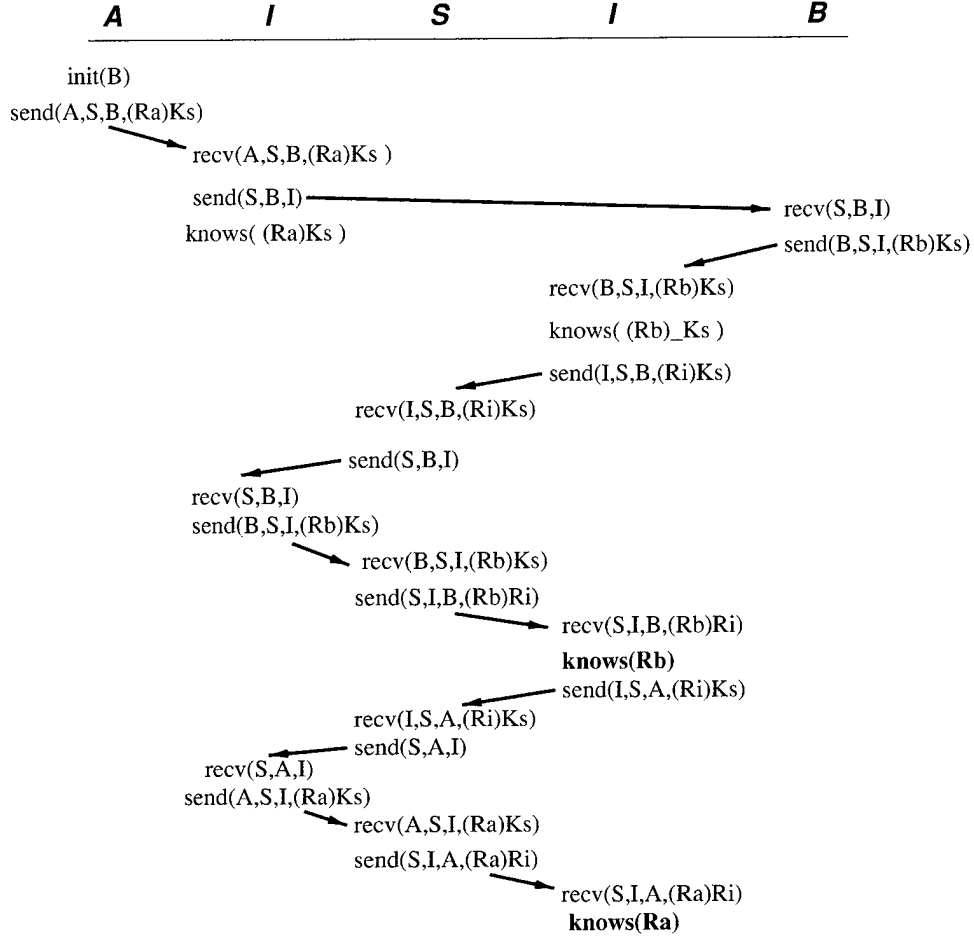 A I S I B
init(B)
send(A,S,B,(Ra)Ks)
recv(A,S,B,(Ra)Ks )
send(S,B,I)
recv(S,B,I)
knows( (Ra)Ks )
send(B,S,I,(Rb)Ks)
recv(B,S,I,(Rb)Ks)
knows( (Rb)_Ks )
send(I,S,B,(Ri)Ks)
recv(I,S,B,(Ri)Ks)
send(S,B,I)
recv(S,B,I)
send(B,S,I,(Rb)Ks)
recv(B,S,I,(Rb)Ks)
send(S,I,B,(Rb)Ri)
recv(S,I,B,(Rb)Ri)
knows(Rb)
send(I,S,A,(Ri)Ks)
recv(I,S,A,(Ri)Ks)
send(S,A,I)
recv(S,A,I)
send(A,S,I,(Ra)Ks)
recv(A,S,I,(Ra)Ks)
send(S,I,A,(Ra)Ri)
recv(S,I,A,(Ra)Ri)
knows(Ra)